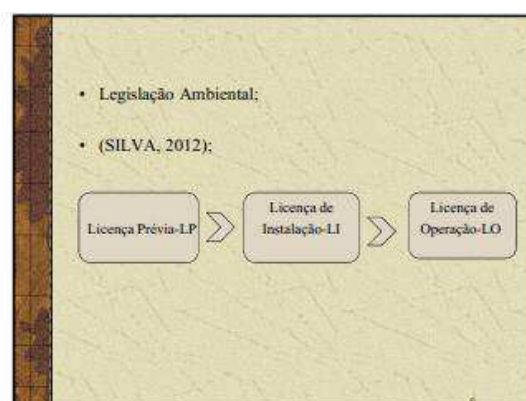 • Legislação Ambiental;
• (SILVA, 2012);
Licença Prévia-LP
Licença de
Instalação-LI
Licença de
Operação-LO